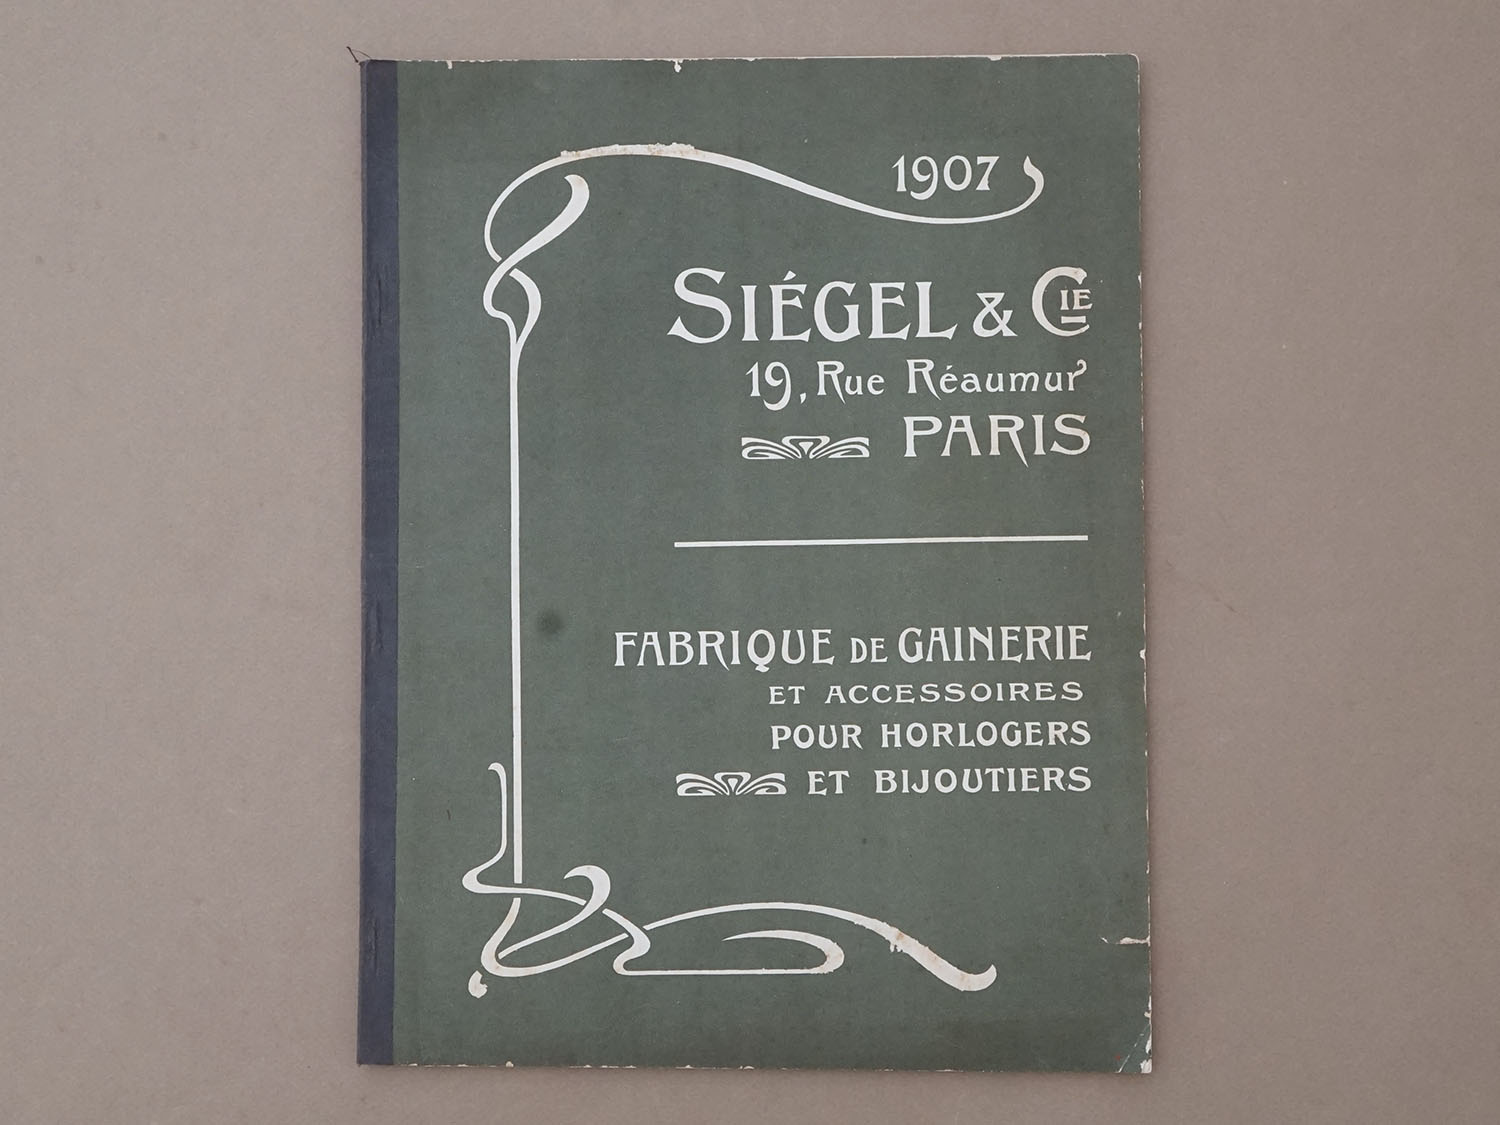 1907
SIÉGEL & CIE
19, Rue Réaumur
PARIS
FABRIQUE DE GAINERIE
ET ACCESSOIRES
POUR HORLOGERS
ET BIJOUTIERS